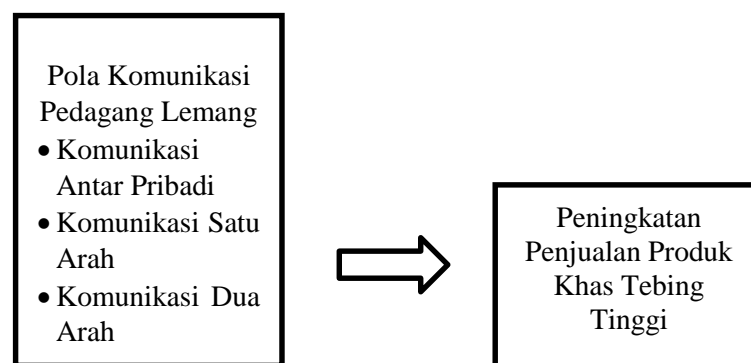 Pola Komunikasi
Pedagang Lemang
• Komunikasi
Antar Pribadi
• Komunikasi Satu
Arah
• Komunikasi Dua
Arah
Peningkatan
Penjualan Produk
Khas Tebing
Tinggi